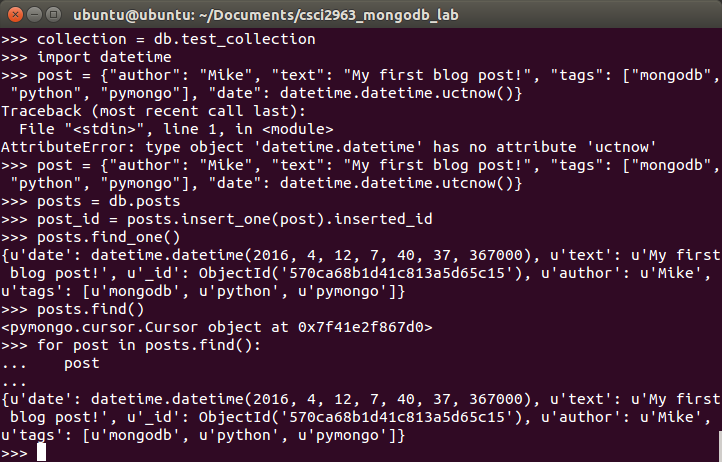 ubuntu@ubuntu: ~/Documents/csci2963_mongodb_lab
>>> collection = db.test_collection
>>> import datetime
>>> post = {"author": "Mike", "text": "My first blog post!", "tags": ["mongodb",
 "python", "pymongo"], "date": datetime.datetime.uctnow()}
Traceback (most recent call last):
  File "<stdin>", line 1, in <module>
AttributeError: type object 'datetime.datetime' has no attribute 'uctnow'
>>> post = {"author": "Mike", "text": "My first blog post!", "tags": ["mongodb",
 "python", "pymongo"], "date": datetime.datetime.utcnow()}
>>> posts = db.posts
>>> post_id = posts.insert_one(post).inserted_id
>>> posts.find_one()
{u'date': datetime.datetime(2016, 4, 12, 7, 40, 37, 367000), u'text': u'My first
 blog post!', u'_id': ObjectId('570ca68b1d41c813a5d65c15'), u'author': u'Mike',
u'tags': [u'mongodb', u'python', u'pymongo']}
>>> posts.find()
<pymongo.cursor.Cursor object at 0x7f41e2f867d0>
>>> for post in posts.find():
...    post
...
{u'date': datetime.datetime(2016, 4, 12, 7, 40, 37, 367000), u'text': u'My first
 blog post!', u'_id': ObjectId('570ca68b1d41c813a5d65c15'), u'author': u'Mike',
u'tags': [u'mongodb', u'python', u'pymongo']}
>>>